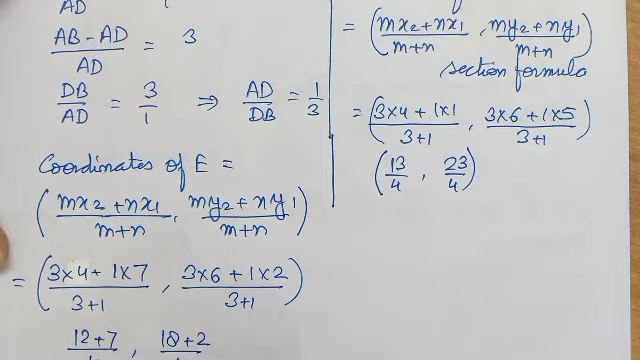 AD 1
AB - AD / AD = 3
DB / AD = 3 / 1 ⇒ AD / DB = 1 / 3
Coordinates of E =
( mx₂ + nx₁ / m+n , my₂ + ny₁ / m+n )
= ( 3×4 + 1×7 / 3+1 , 3×6 + 1×2 / 3+1 )
12+7 , 18+2
= ( mx₂ + nx₁ / m+n , my₂ + ny₁ / m+n )
section formula
= ( 3×4 + 1×1 / 3+1 , 3×6 + 1×5 / 3+1 )
( 13 / 4 , 23 / 4 )